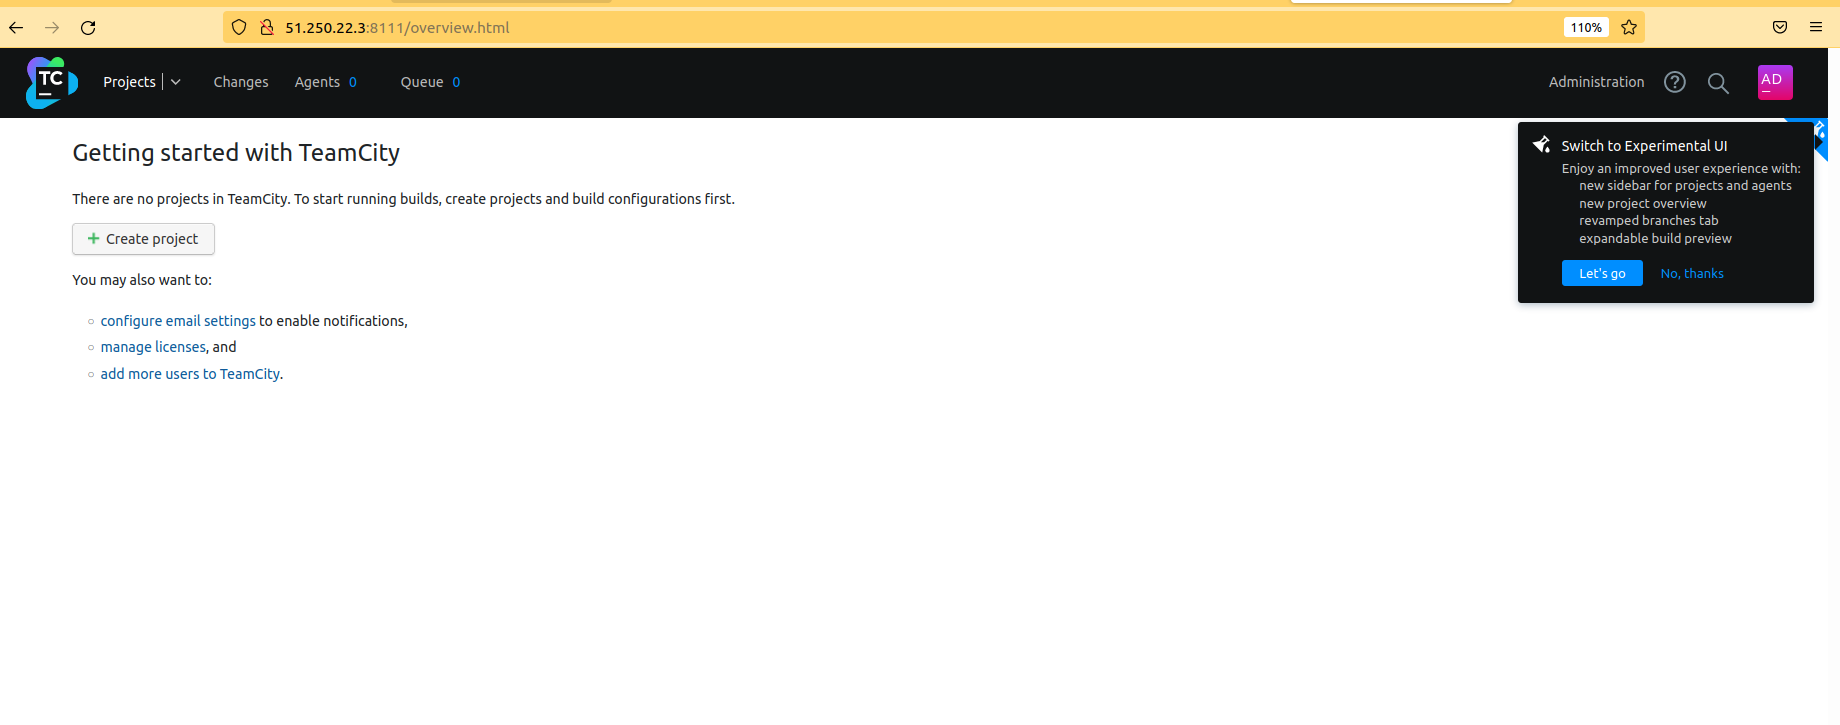 51.250.22.3:8111/overview.html 110%
TC Projects Changes Agents 0 Queue 0 Administration AD
Getting started with TeamCity
There are no projects in TeamCity. To start running builds, create projects and build configurations first.
Create project
You may also want to:
configure email settings to enable notifications,
manage licenses, and
add more users to TeamCity.
Switch to Experimental UI
Enjoy an improved user experience with:
new sidebar for projects and agents
new project overview
revamped branches tab
expandable build preview
Let's go No, thanks